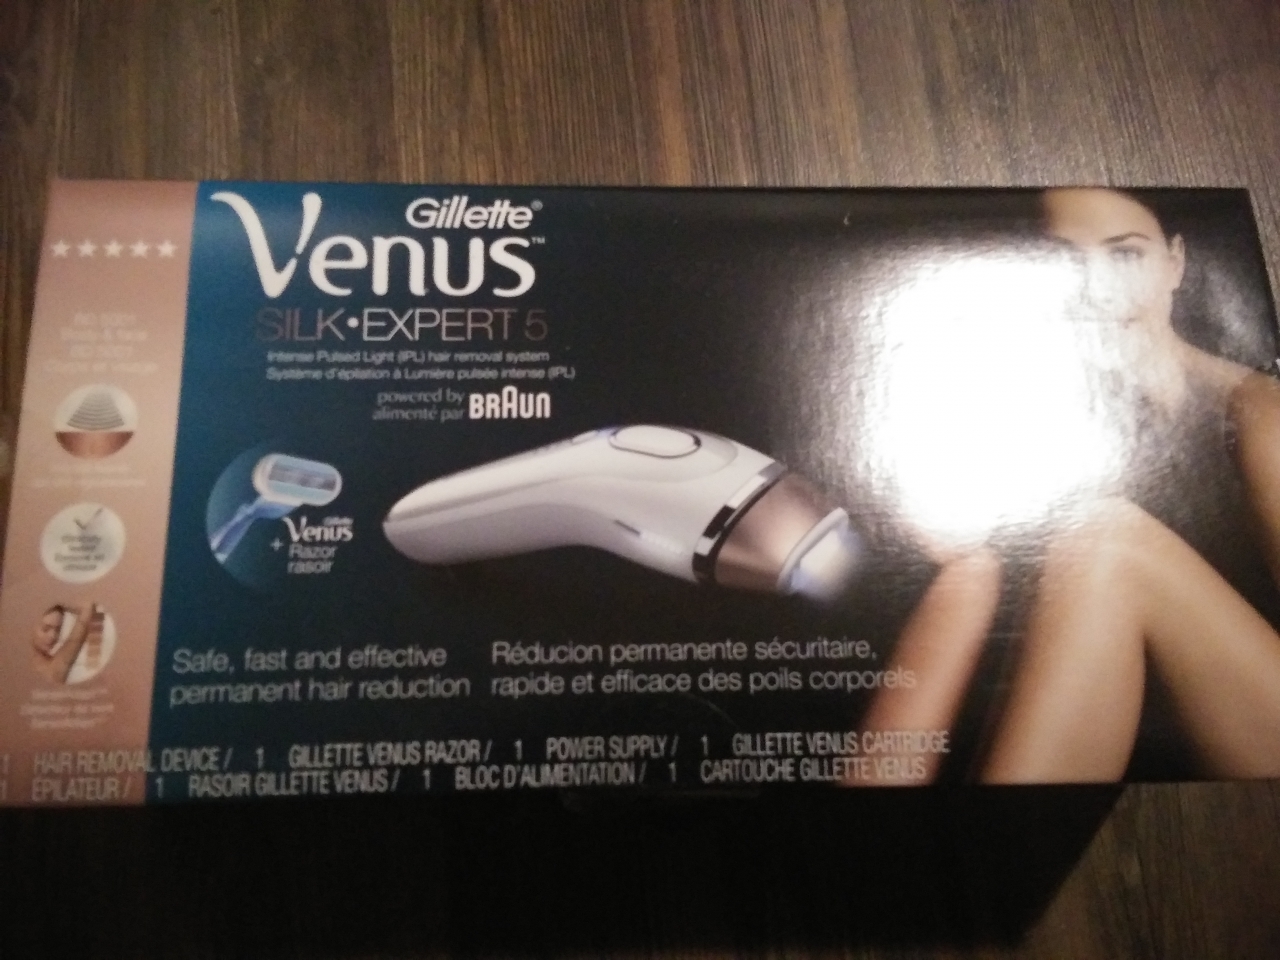 Gillette®
Venus™
SILK•EXPERT 5
Intense Pulsed Light (IPL) hair removal system
Système d'épilation à Lumière pulsée intense (IPL)
powered by
alimenté par
BRAUN
Gillette
Venus
+ Razor
rasoir
Safe, fast and effective
permanent hair reduction
Réducion permanente sécuritaire,
rapide et efficace des poils corporels
1 HAIR REMOVAL DEVICE / 1 GILLETTE VENUS RAZOR / 1 POWER SUPPLY / 1 GILLETTE VENUS CARTRIDGE
1 ÉPILATEUR / 1 RASOIR GILLETTE VENUS / 1 BLOC D'ALIMENTATION / 1 CARTOUCHE GILLETTE VENUS